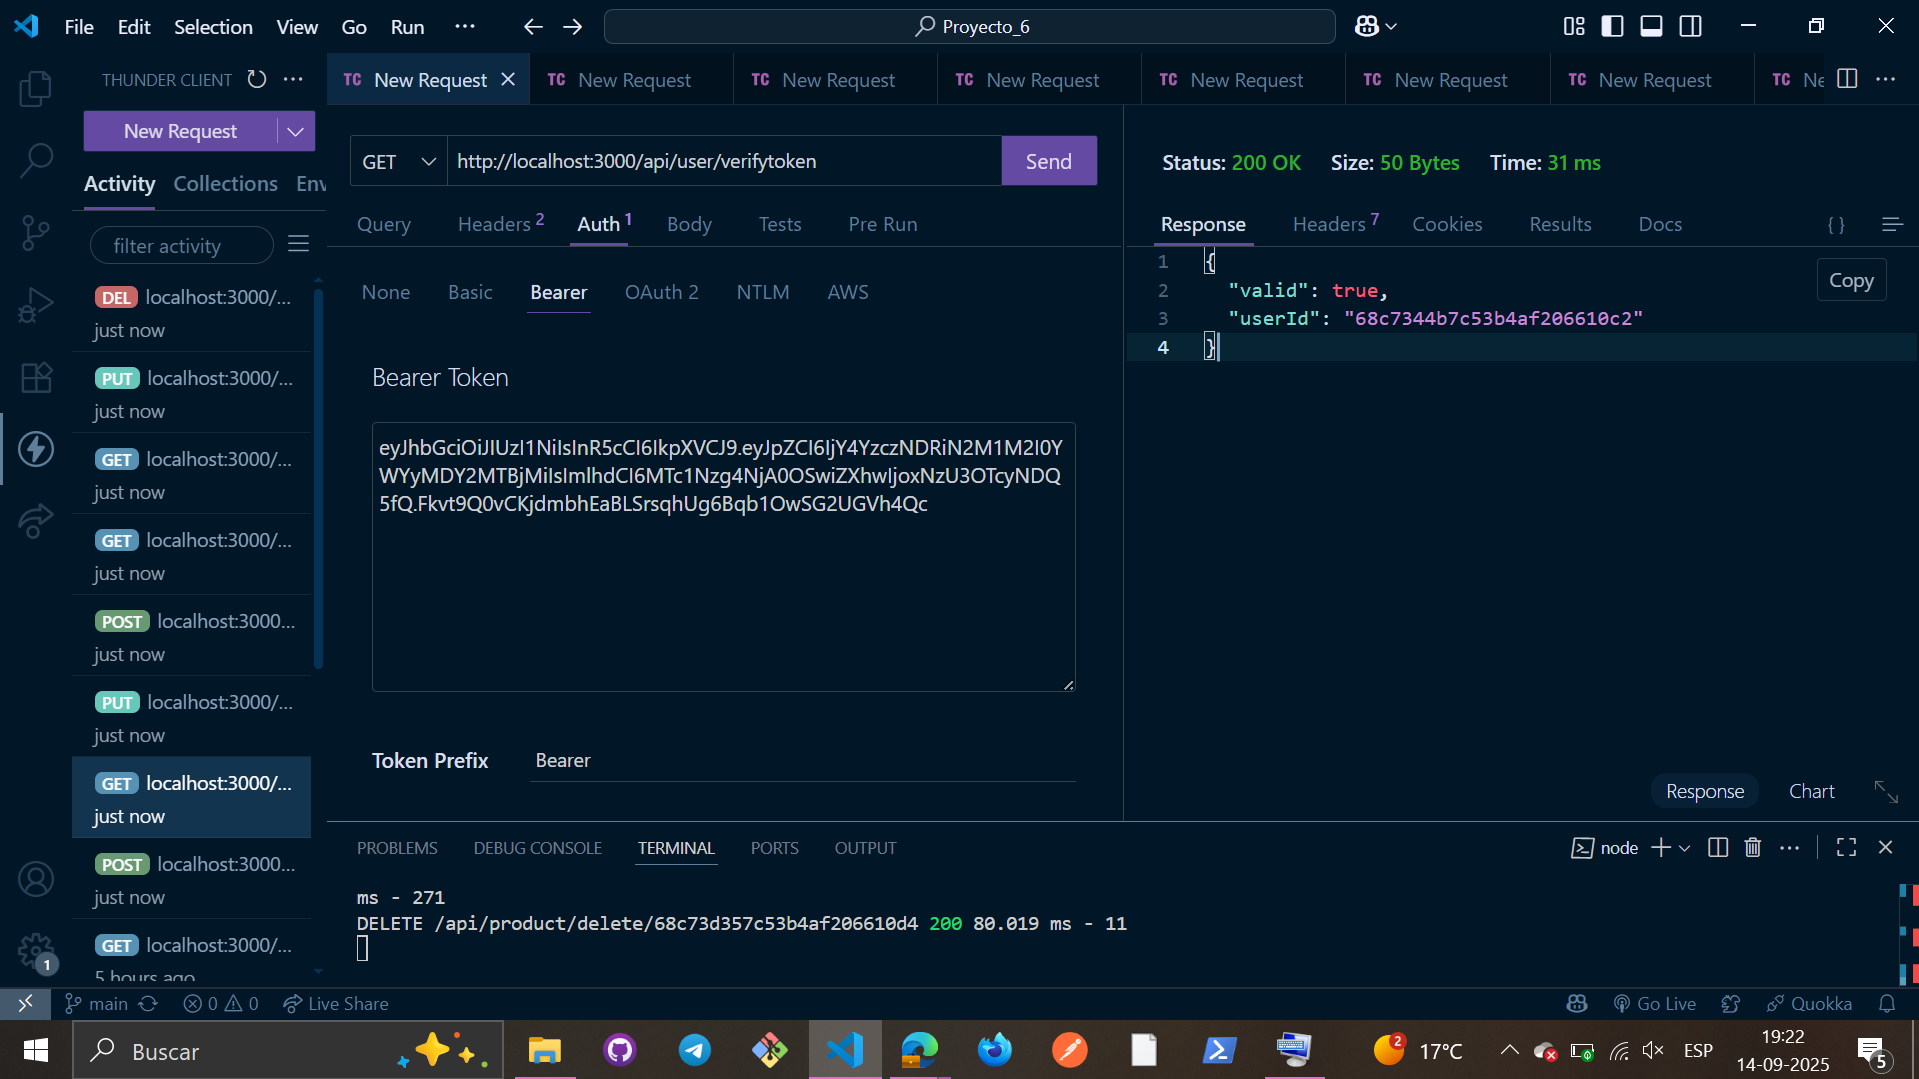 File Edit Selection View Go Run ··· Proyecto_6
THUNDER CLIENT ···
New Request
Activity Collections Env
filter activity
DEL localhost:3000/...
just now
PUT localhost:3000/...
just now
GET localhost:3000/...
just now
GET localhost:3000/...
just now
POST localhost:3000...
just now
PUT localhost:3000/...
just now
GET localhost:3000/...
just now
POST localhost:3000...
just now
GET localhost:3000/...
5 hours ago
1
TC New Request TC New Request TC New Request TC New Request TC New Request TC New Request TC New Request TC Ne ···
GET http://localhost:3000/api/user/verifytoken Send
Query Headers 2 Auth 1 Body Tests Pre Run
None Basic Bearer OAuth 2 NTLM AWS
Bearer Token
eyJhbGciOiJIUzI1NiIsInR5cCI6IkpXVCJ9.eyJpZCI6IjY4YzczNDRiN2M1M2I0Y
WYyMDY2MTBjMiIsImlhdCI6MTc1Nzg4NjA0OSwiZXhwIjoxNzU3OTcyNDQ
5fQ.Fkvt9Q0vCKjdmbhEaBLSrsqhUg6Bqb1OwSG2UGVh4Qc
Token Prefix Bearer
Status: 200 OK Size: 50 Bytes Time: 31 ms
Response Headers 7 Cookies Results Docs { }
1 {
2 "valid": true,
3 "userId": "68c7344b7c53b4af206610c2"
4 }
Copy
Response Chart
PROBLEMS DEBUG CONSOLE TERMINAL PORTS OUTPUT node ···
ms - 271
DELETE /api/product/delete/68c73d357c53b4af206610d4 200 80.019 ms - 11
main 0 0 Live Share Go Live Quokka
Buscar
2 17°C ESP
19:22
14-09-2025
5